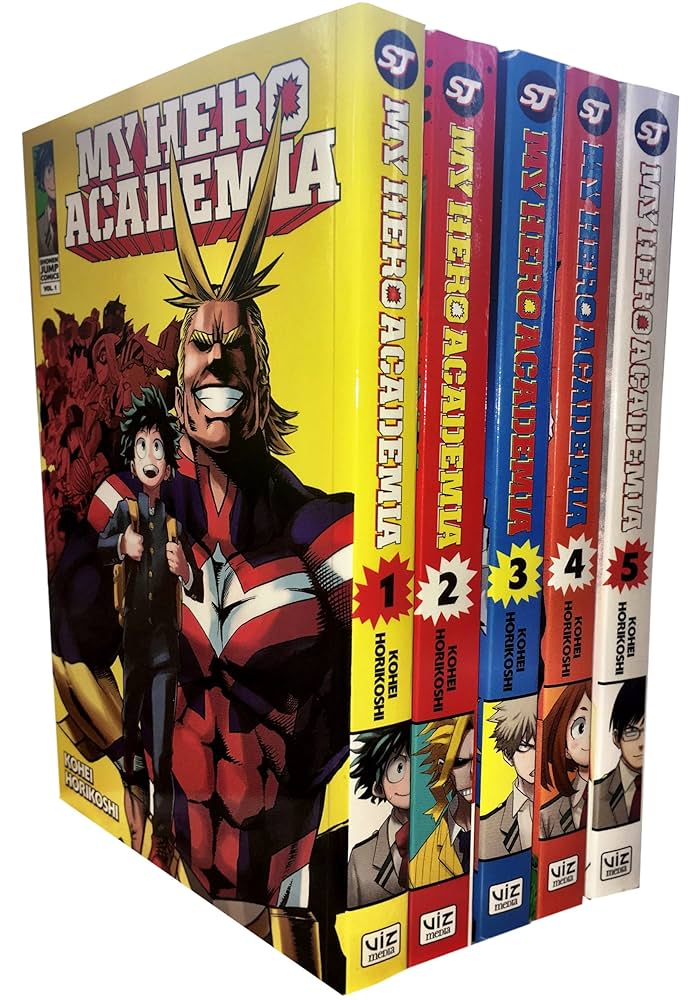 MY HERO
ACADEMIA
SHONEN
JUMP
COMICS
VOL. 1
KOHEI
HORIKOSHI
SJ
MY HERO ACADEMIA
1
KOHEI
HORIKOSHI
VIZ
media
SJ
MY HERO ACADEMIA
2
KOHEI
HORIKOSHI
VIZ
media
SJ
MY HERO ACADEMIA
3
KOHEI
HORIKOSHI
VIZ
media
SJ
MY HERO ACADEMIA
4
KOHEI
HORIKOSHI
VIZ
media
SJ
MY HERO ACADEMIA
5
KOHEI
HORIKOSHI
VIZ
media